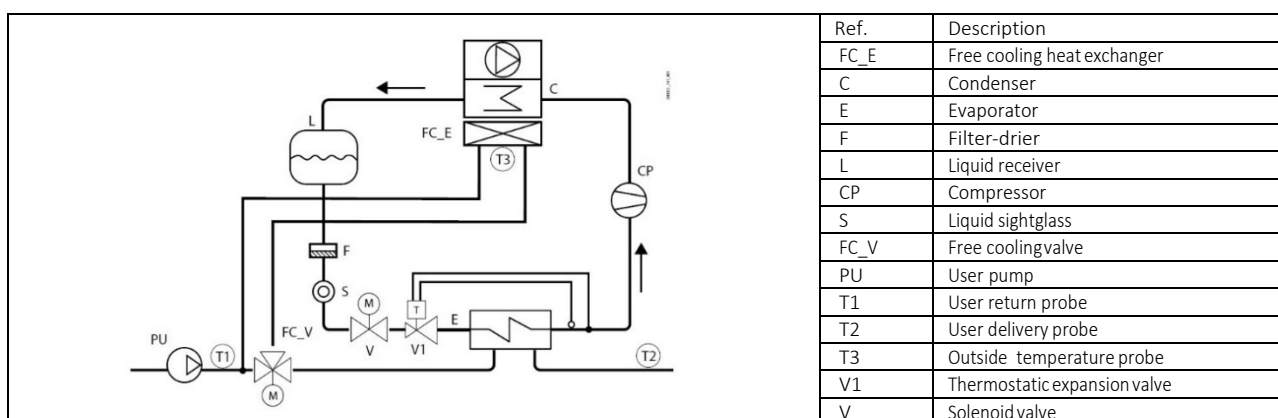 C
L
FC_E
T3
CP
F
S
M
T
E
FC_V
V
V1
PU
T1
T2
M
Ref. Description
FC_E Free cooling heat exchanger
C Condenser
E Evaporator
F Filter-drier
L Liquid receiver
CP Compressor
S Liquid sightglass
FC_V Free coolingvalve
PU User pump
T1 User return probe
T2 User delivery probe
T3 Outside temperature probe
V1 Thermostatic expansion valve
V Solenoid valve